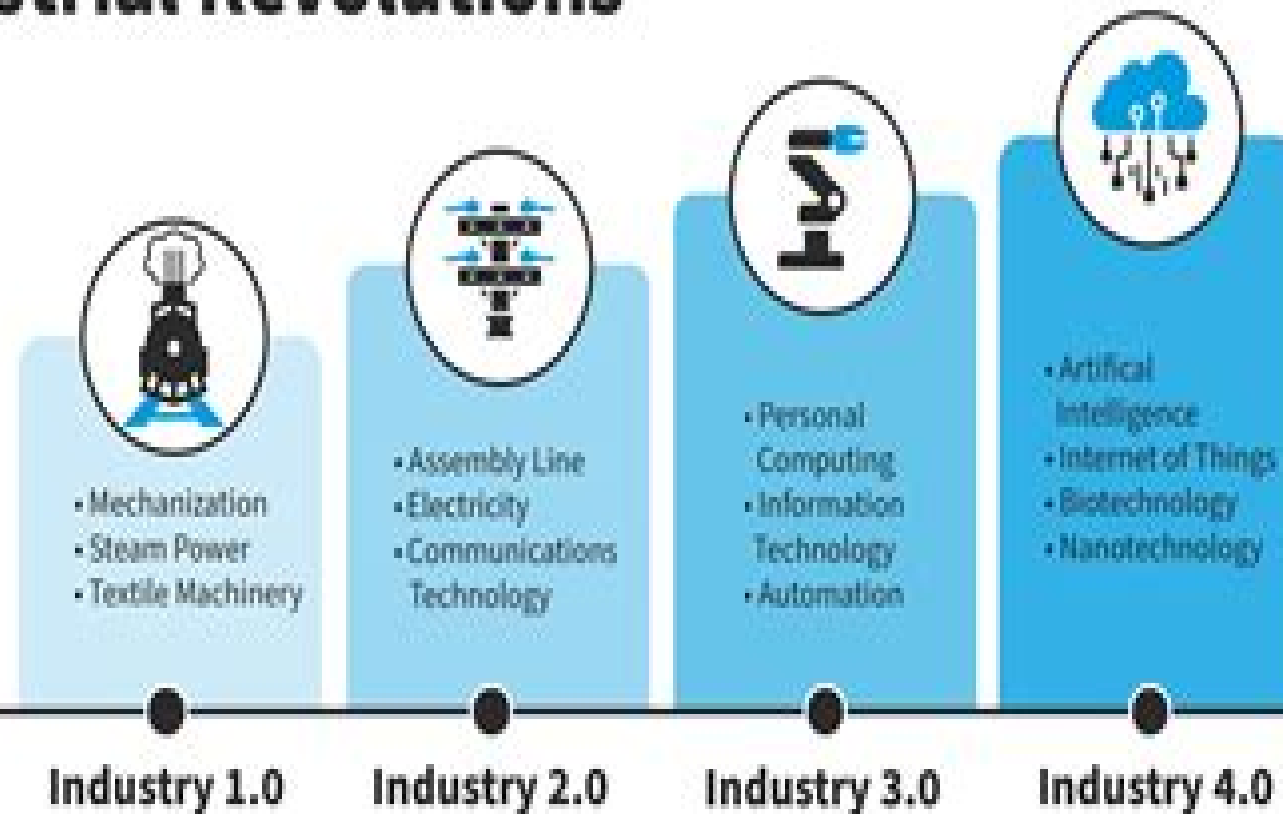 Revolutions
• Mechanization
• Steam Power
• Textile Machinery
• Assembly Line
• Electricity
• Communications
Technology
• Personal
Computing
• Information
Technology
• Automation
• Artifical
Intelligence
• Internet of Things
• Biotechnology
• Nanotechnology
Industry 1.0
Industry 2.0
Industry 3.0
Industry 4.0